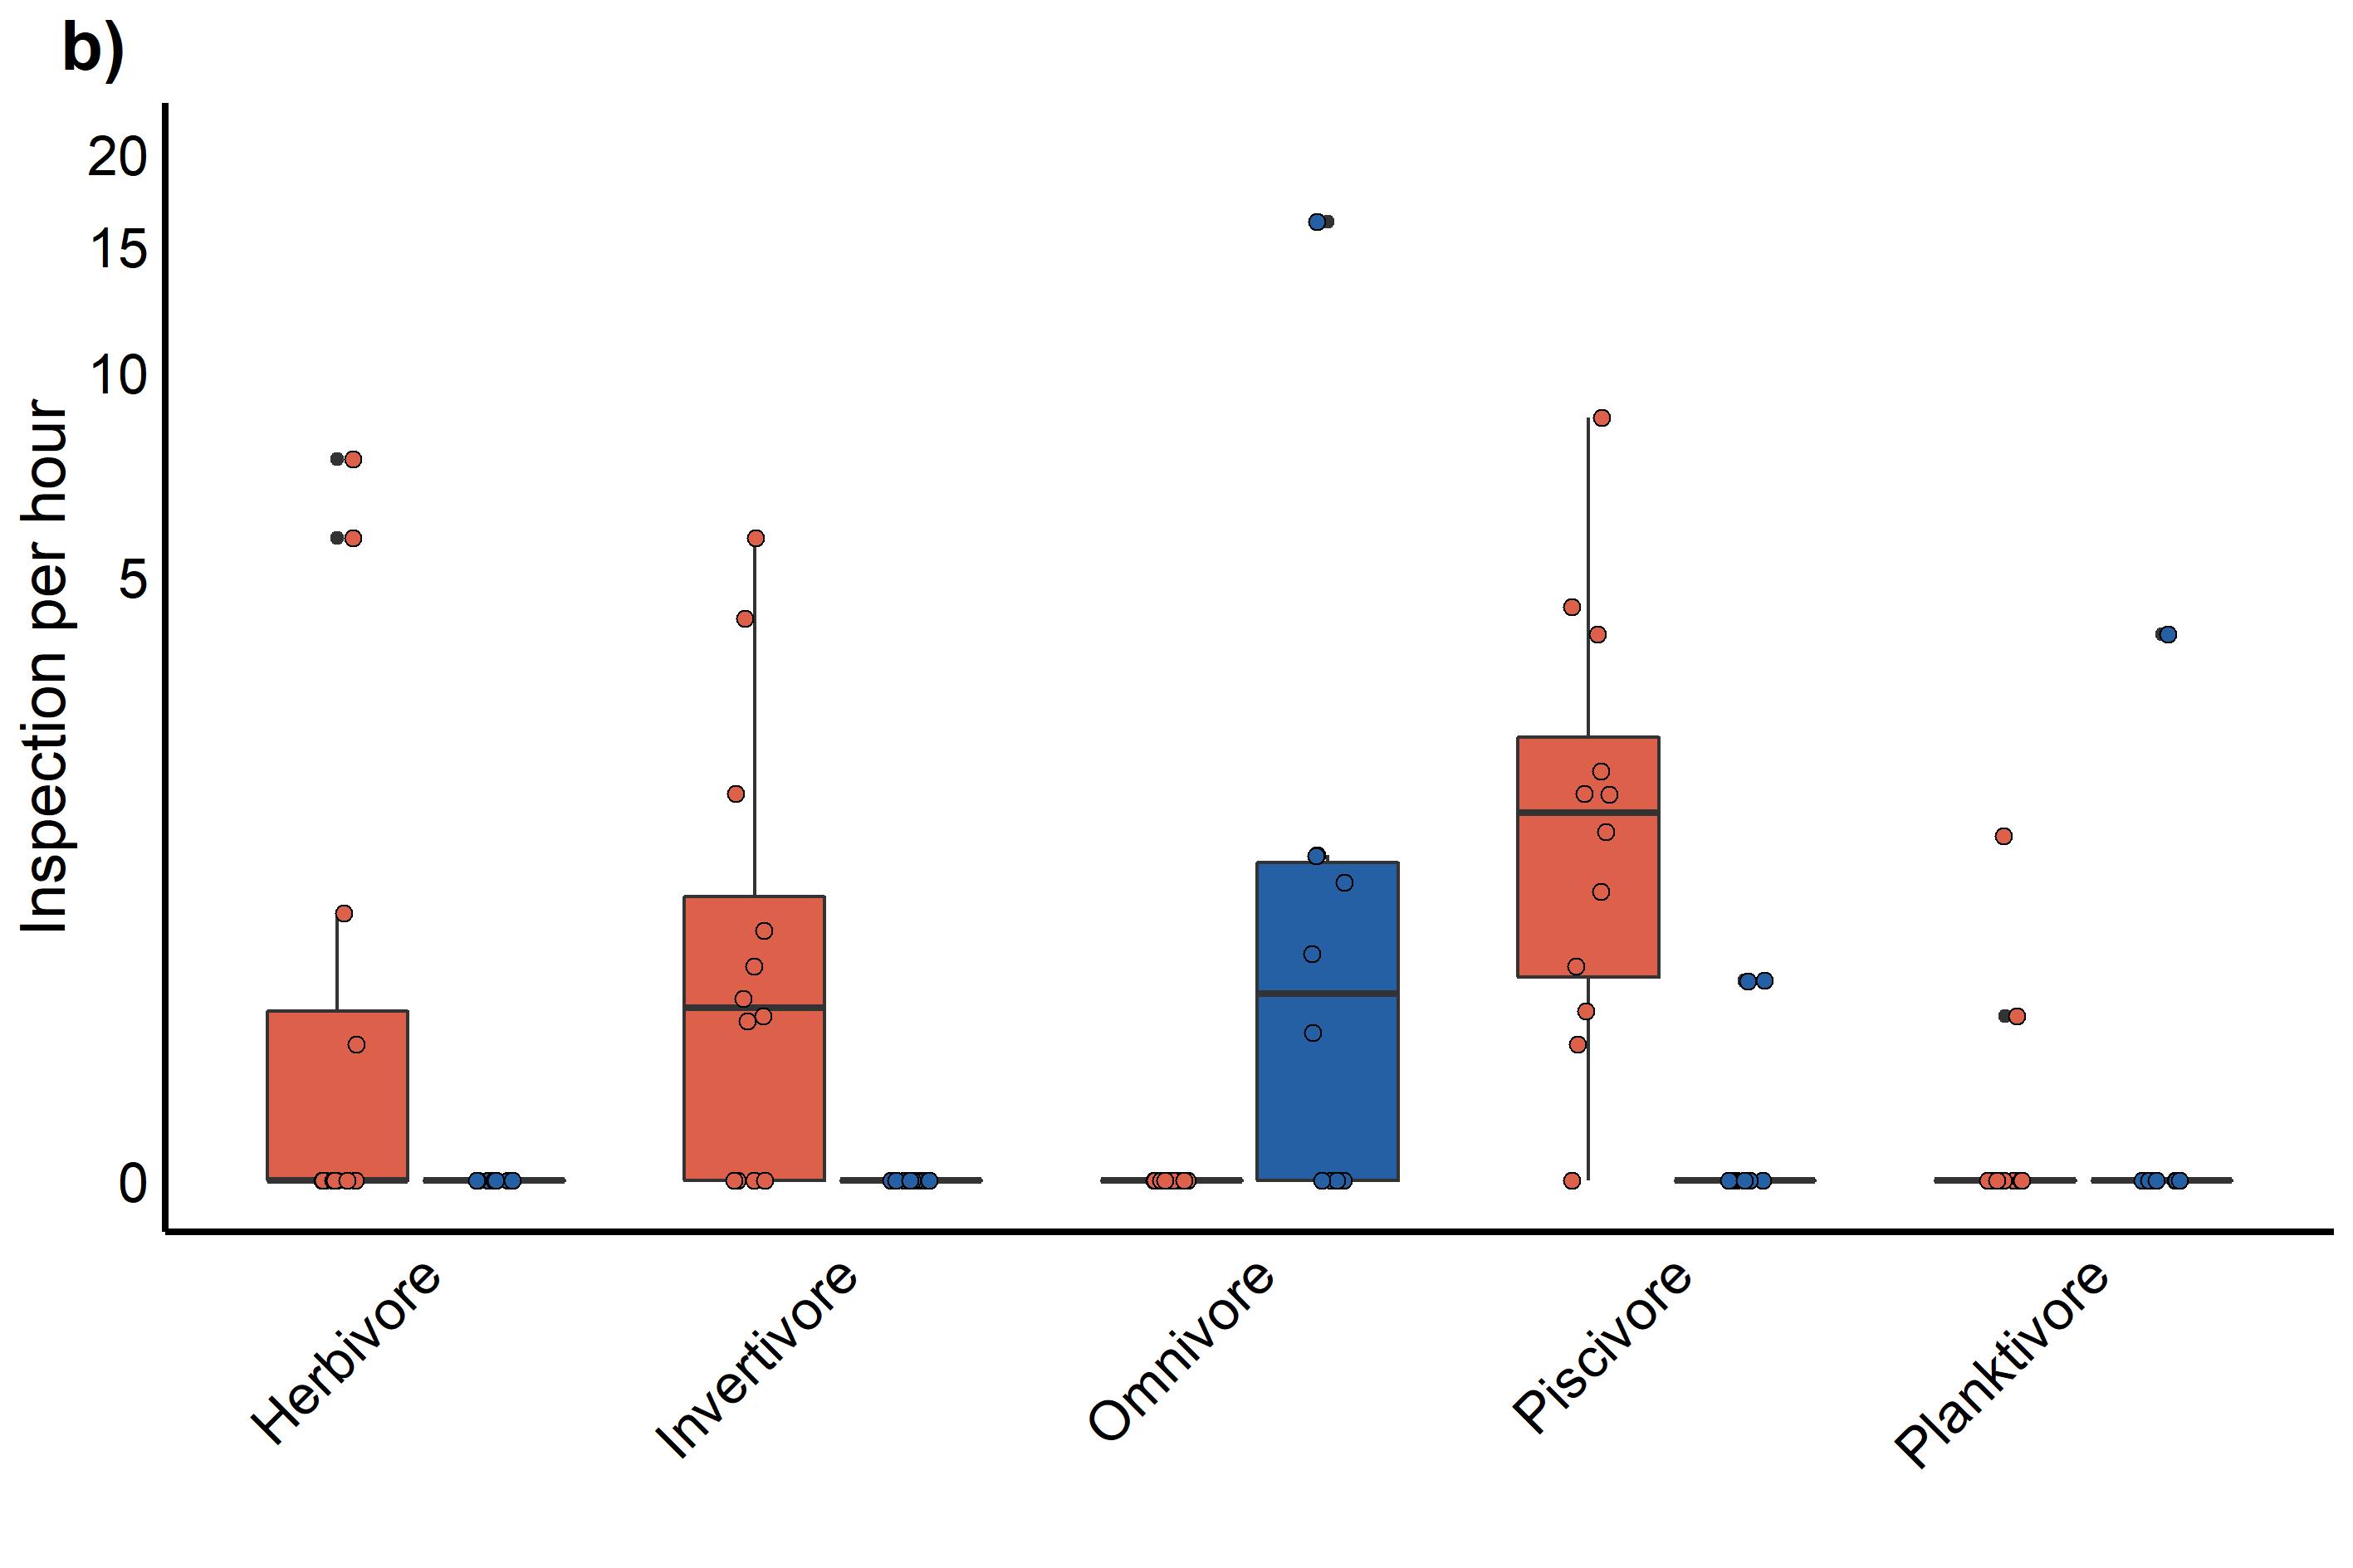 b)
Inspection per hour
20
15
10
5
0
Herbivore
Invertivore
Omnivore
Piscivore
Planktivore